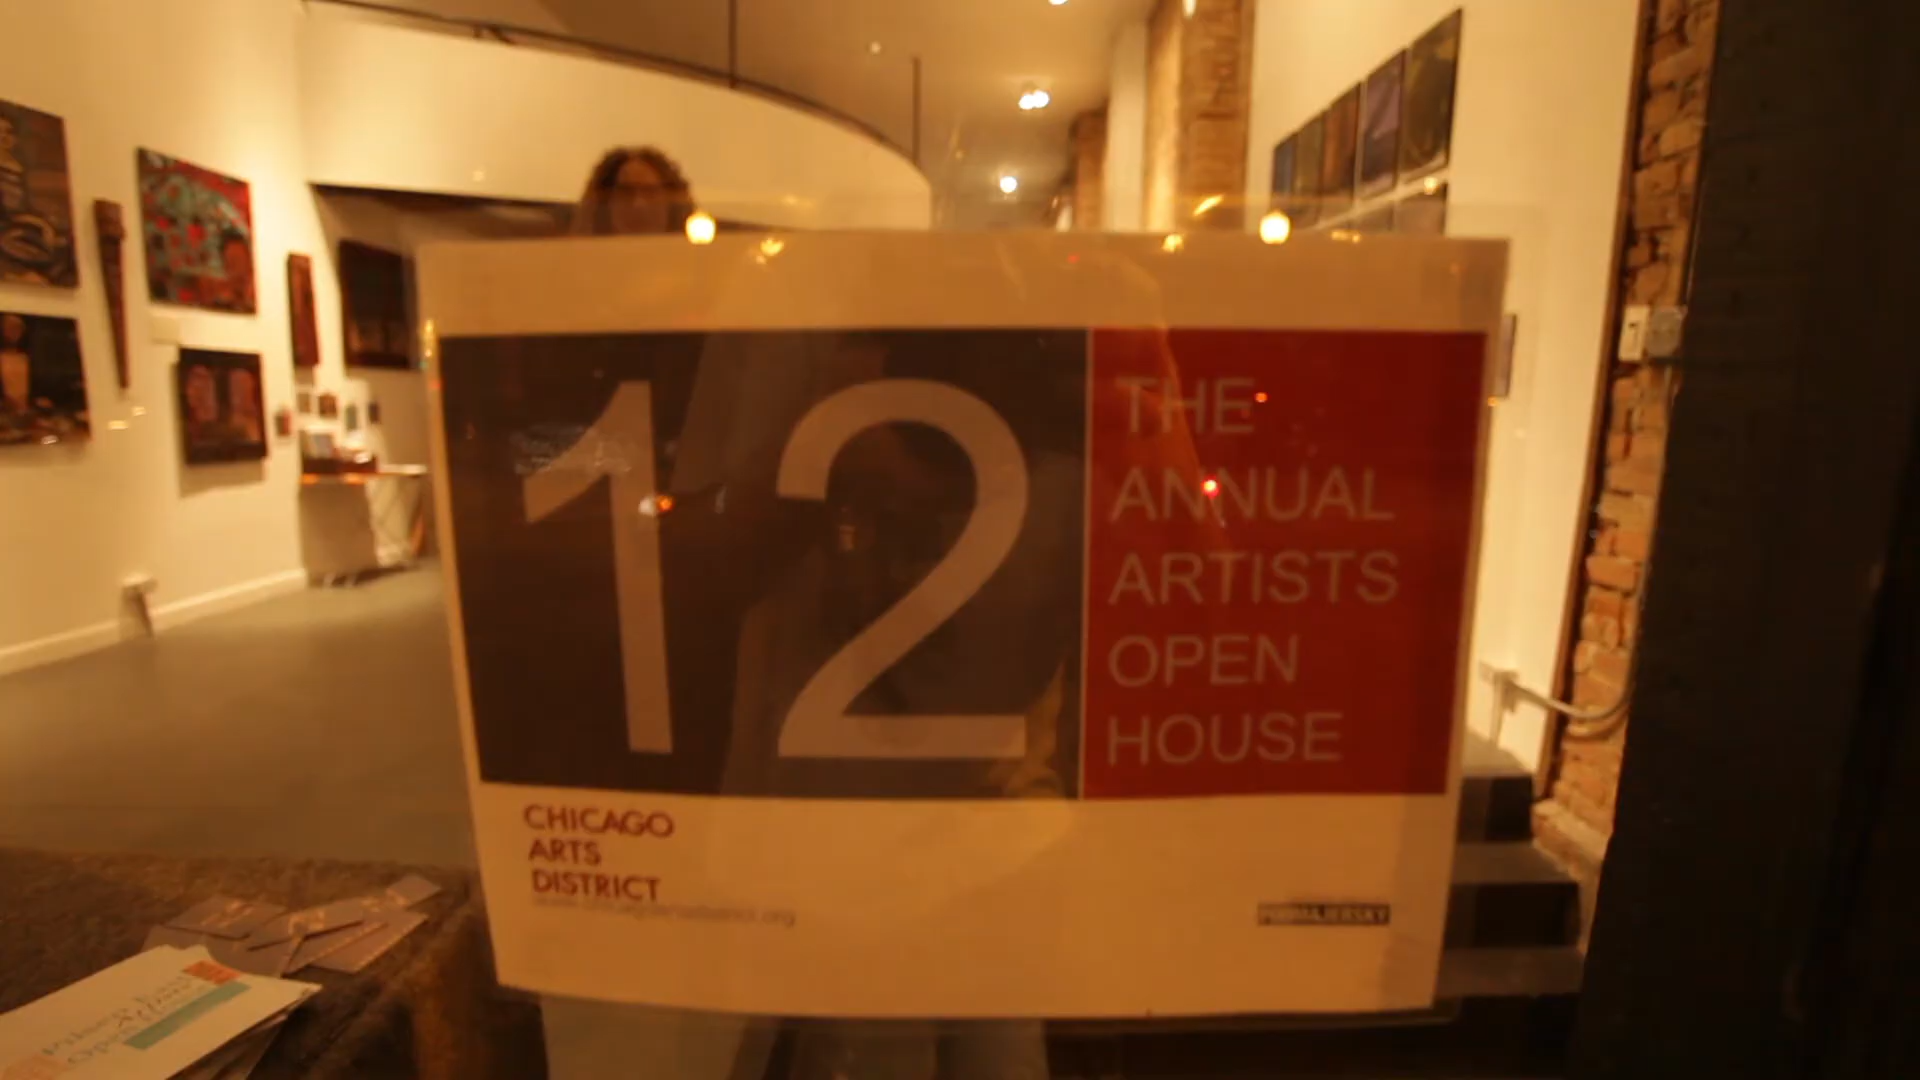 12
THE
ANNUAL
ARTISTS
OPEN
HOUSE
CHICAGO
ARTS
DISTRICT